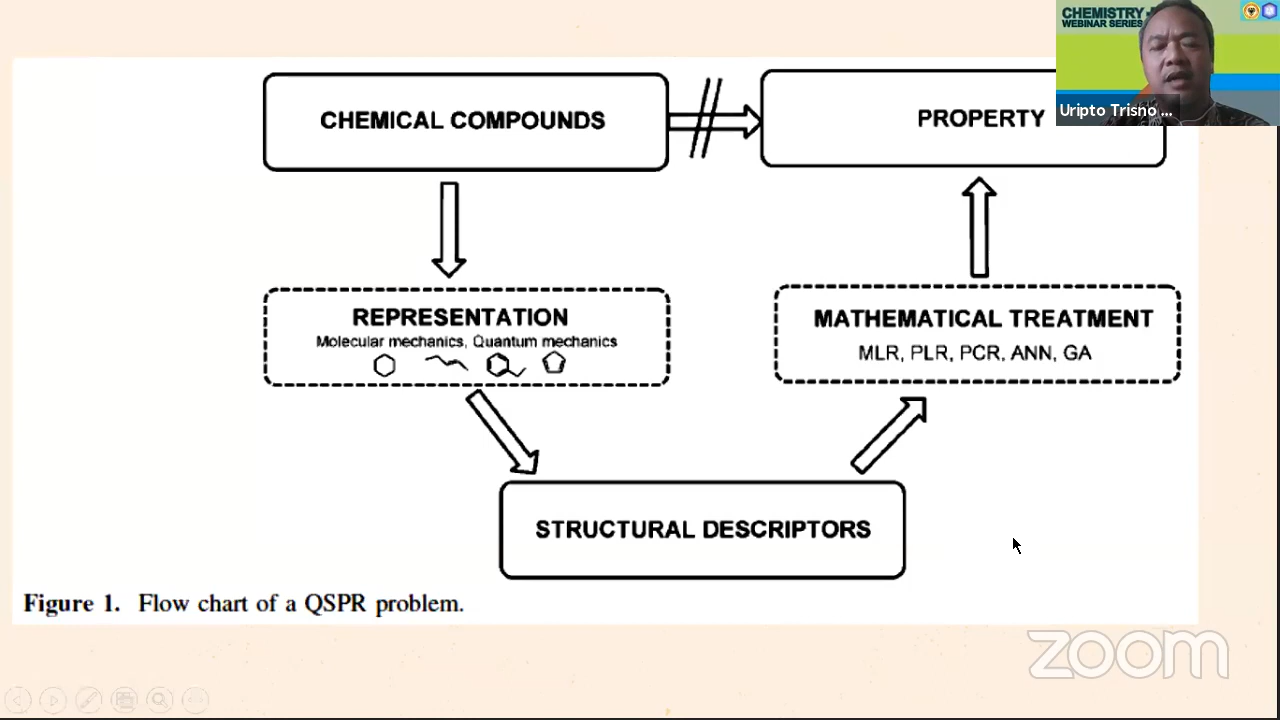 CHEMISTRY
WEBINAR SERIES
Uripto Trisno ...
CHEMICAL COMPOUNDS
PROPERTY
REPRESENTATION
Molecular mechanics, Quantum mechanics
MATHEMATICAL TREATMENT
MLR, PLR, PCR, ANN, GA
STRUCTURAL DESCRIPTORS
Figure 1. Flow chart of a QSPR problem.
zoom